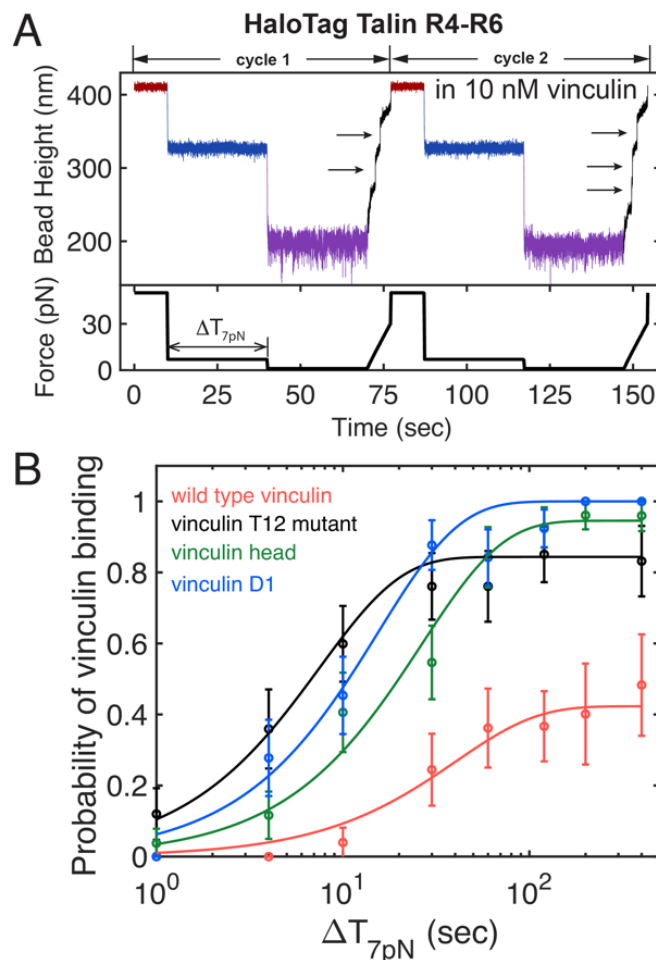 A
HaloTag Talin R4-R6
cycle 1
cycle 2
in 10 nM vinculin
Bead Height (nm)
400
300
200
Force (pN)
30
0
ΔT7pN
0 25 50 75 100 125 150
Time (sec)
B
Probability of vinculin binding
1
0.8
0.6
0.4
0.2
0
wild type vinculin
vinculin T12 mutant
vinculin head
vinculin D1
10^0 10^1 10^2
ΔT7pN (sec)